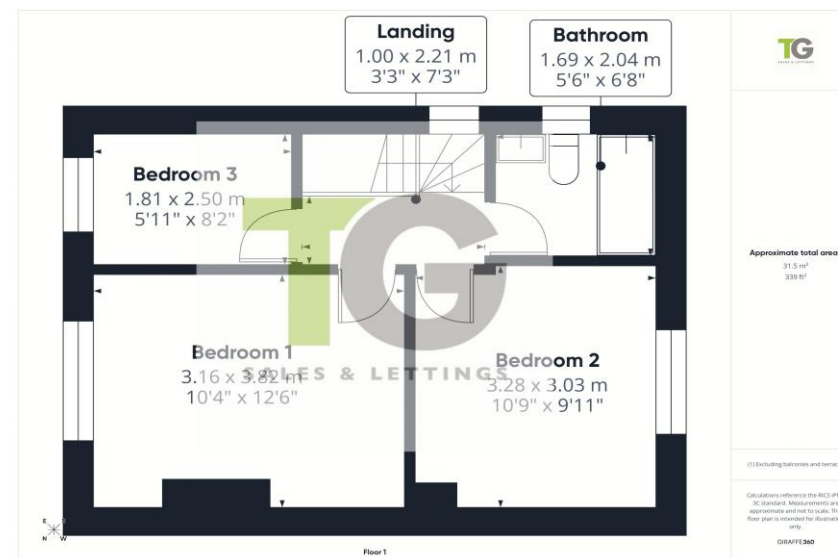 Landing
1.00 x 2.21 m
3'3" x 7'3"
Bathroom
1.69 x 2.04 m
5'6" x 6'8"
Bedroom 3
1.81 x 2.50 m
5'11" x 8'2"
TG
SALES & LETTINGS
Bedroom 1
3.16 x 3.82 m
10'4" x 12'6"
Bedroom 2
3.28 x 3.03 m
10'9" x 9'11"
Floor 1
E
S
N
W
TG
SALES & LETTINGS
Approximate total area
31.5 m²
339 ft²
(1) Excluding balconies and terrac
Calculations reference the RICS IPM
3C standard. Measurements are
approximate and not to scale. This
floor plan is intended for illustration
only.
GIRAFFE360